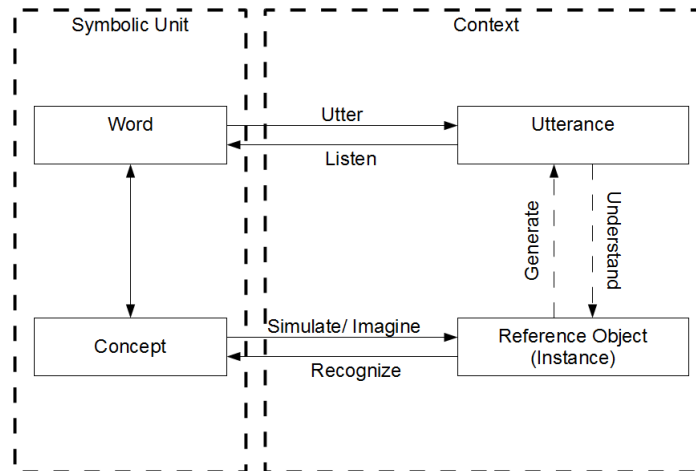 Symbolic Unit
Context
Word
Utter
Utterance
Listen
Generate
Understand
Concept
Simulate/ Imagine
Reference Object
(Instance)
Recognize